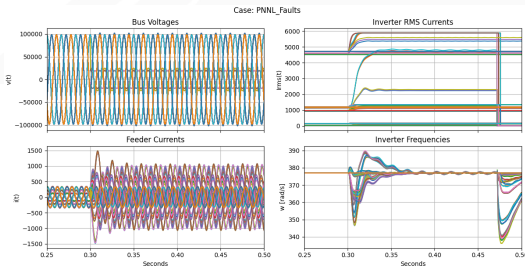 Case: PNNL_Faults
Bus Voltages
Inverter RMS Currents
100000
50000
0
-50000
-100000
v(t)
6000
5000
4000
3000
2000
1000
0
Irms(t)
Feeder Currents
Inverter Frequencies
1500
1000
500
0
-500
-1000
-1500
i(t)
0.25 0.30 0.35 0.40 0.45 0.50
Seconds
390
380
370
360
350
340
w [rad/s]
0.25 0.30 0.35 0.40 0.45 0.50
Seconds